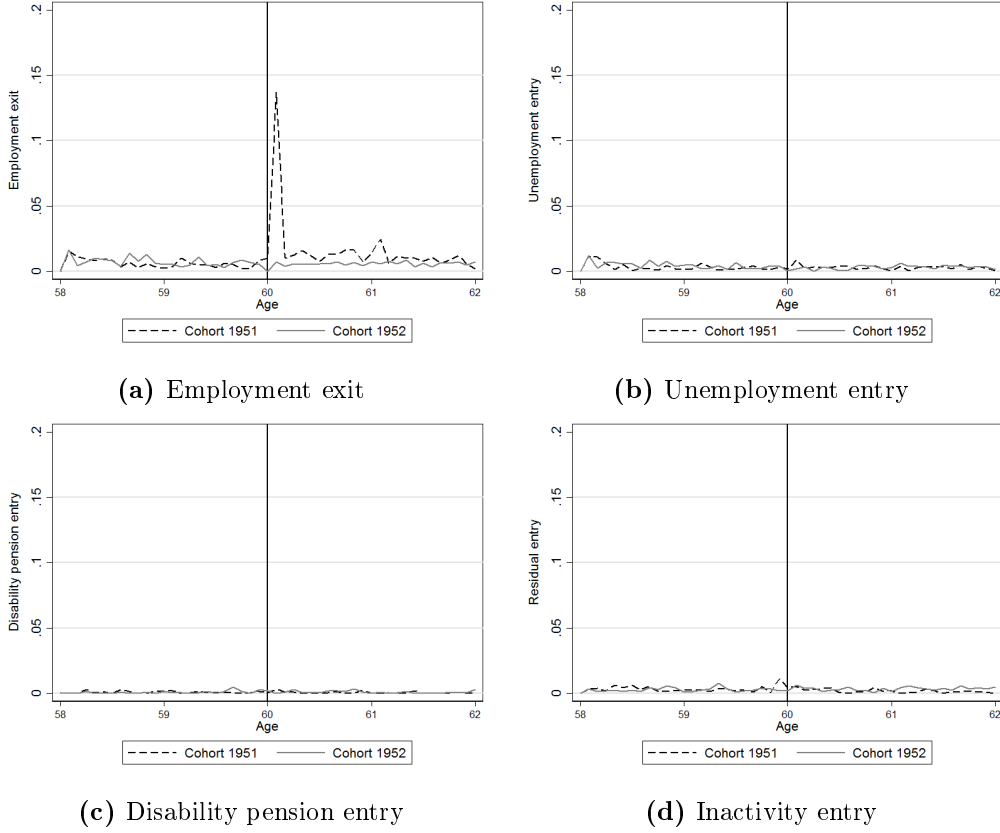 .2
.15
.1
.05
0
Employment exit
58
59
60
61
62
Age
Cohort 1951
Cohort 1952
(a) Employment exit
.2
.15
.1
.05
0
Unemployment entry
58
59
60
61
62
Age
Cohort 1951
Cohort 1952
(b) Unemployment entry
.2
.15
.1
.05
0
Disability pension entry
58
59
60
61
62
Age
Cohort 1951
Cohort 1952
(c) Disability pension entry
.2
.15
.1
.05
0
Residual entry
58
59
60
61
62
Age
Cohort 1951
Cohort 1952
(d) Inactivity entry